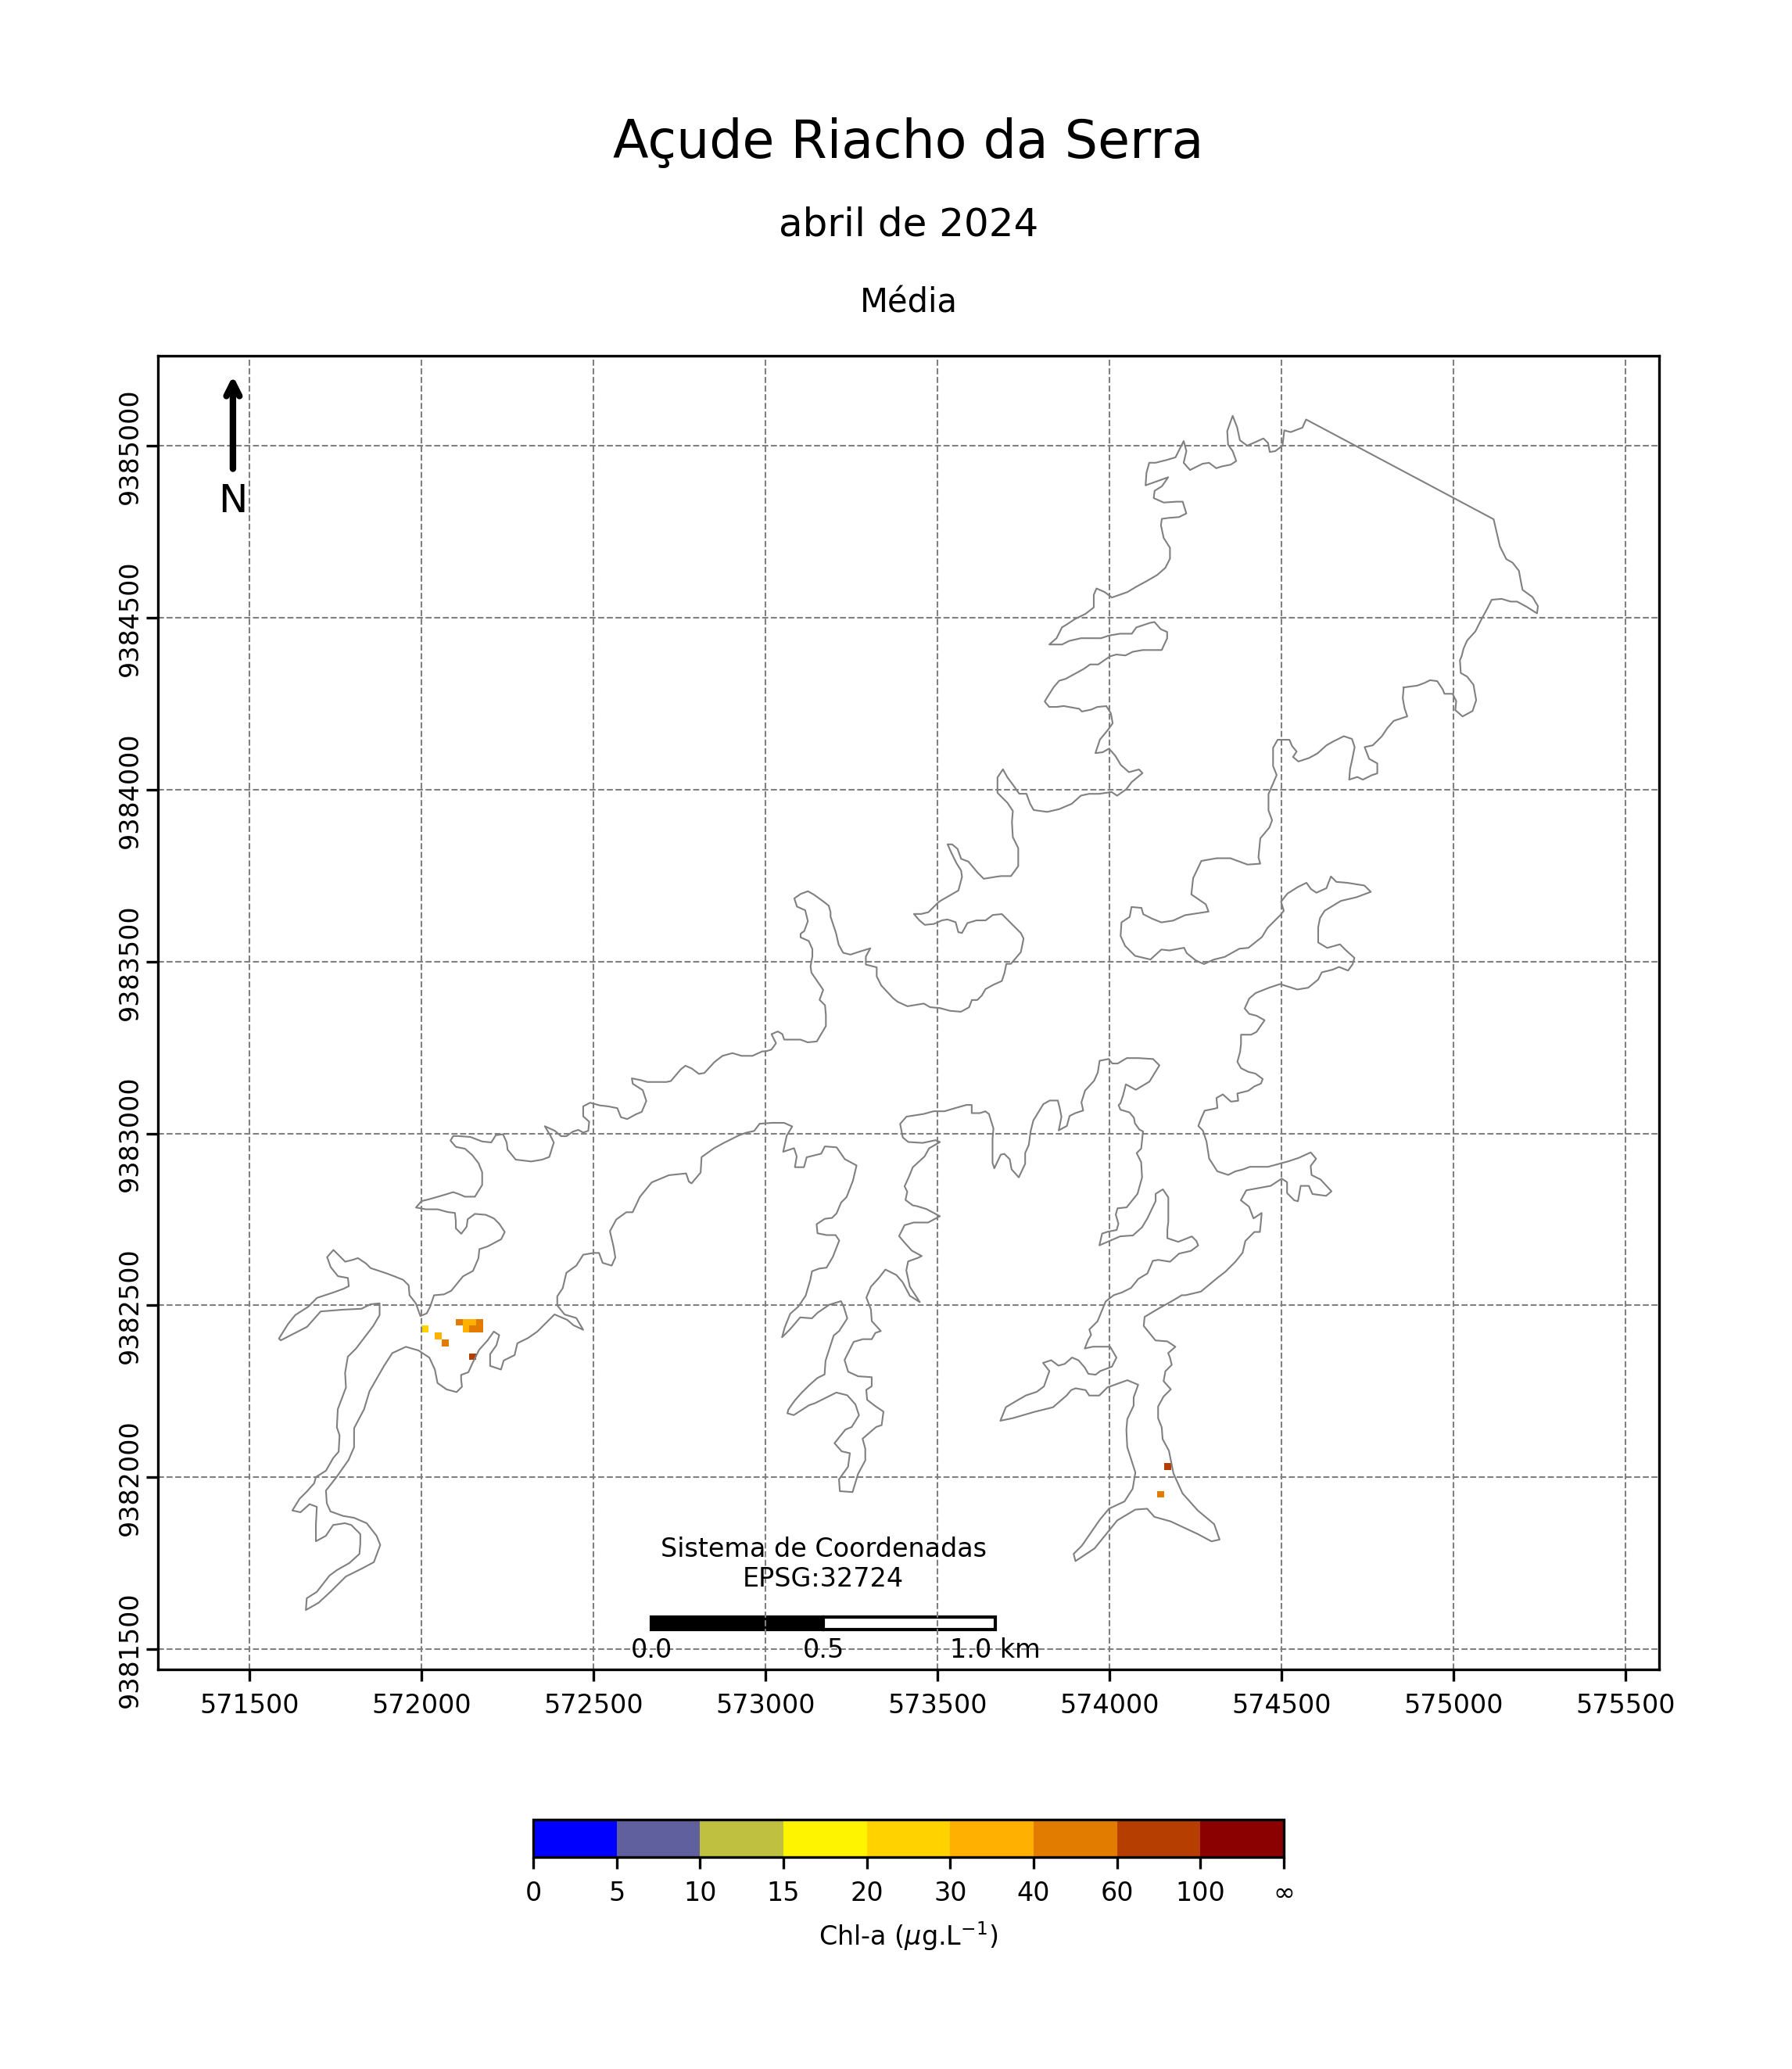 Açude Riacho da Serra
abril de 2024
Média
N
9385000
9384500
9384000
9383500
9383000
9382500
9382000
9381500
Sistema de Coordenadas
EPSG:32724
0.0 0.5 1.0 km
571500 572000 572500 573000 573500 574000 574500 575000 575500
0 5 10 15 20 30 40 60 100 ∞
Chl-a (μg.L⁻¹)